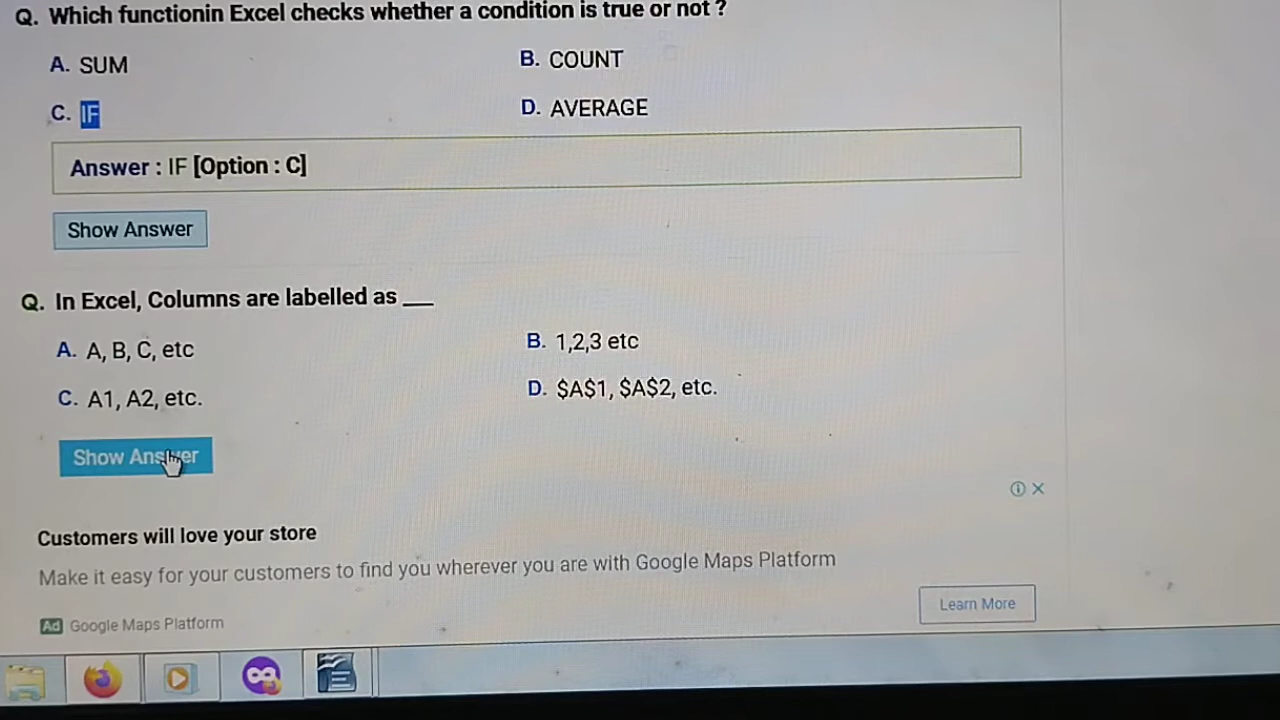 Q. Which functionin Excel checks whether a condition is true or not ?
A. SUM
B. COUNT
C. IF
D. AVERAGE
Answer : IF [Option : C]
Show Answer
Q. In Excel, Columns are labelled as ___
A. A, B, C, etc
B. 1,2,3 etc
C. A1, A2, etc.
D. $A$1, $A$2, etc.
Show Answer
Customers will love your store
Make it easy for your customers to find you wherever you are with Google Maps Platform
Learn More
Ad Google Maps Platform